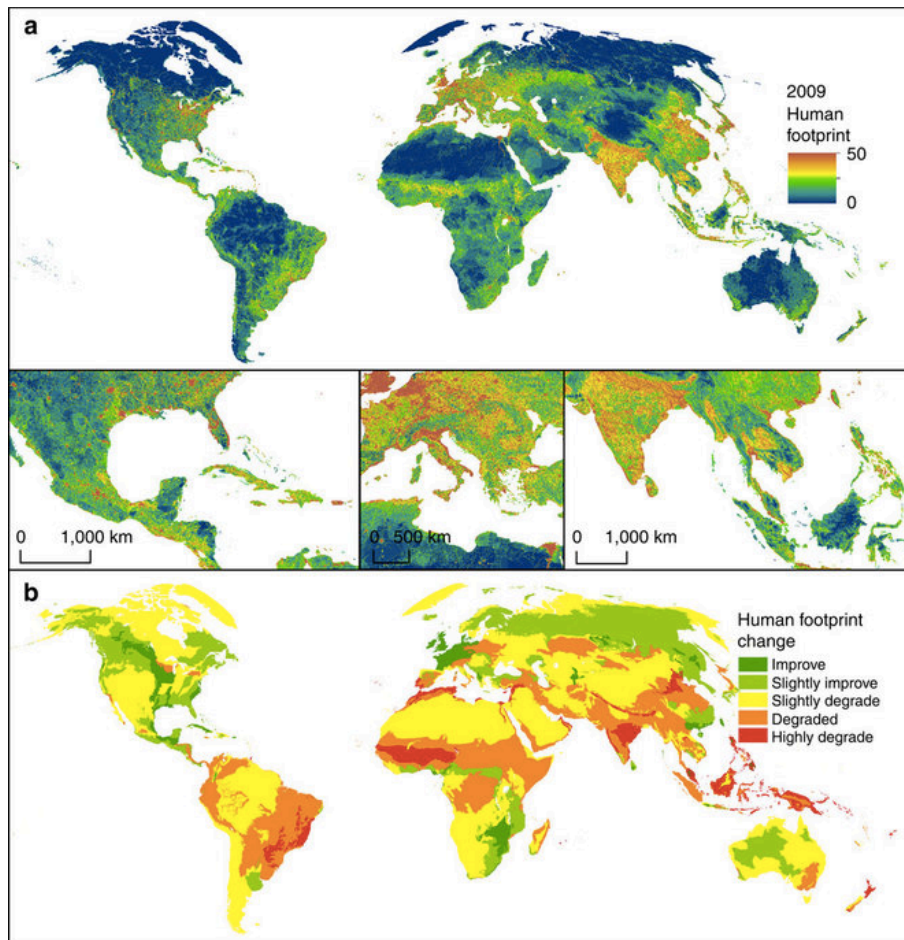 a
2009
Human
footprint
50
0
0 1,000 km
0 500 km
0 1,000 km
b
Human footprint
change
Improve
Slightly improve
Slightly degrade
Degraded
Highly degrade